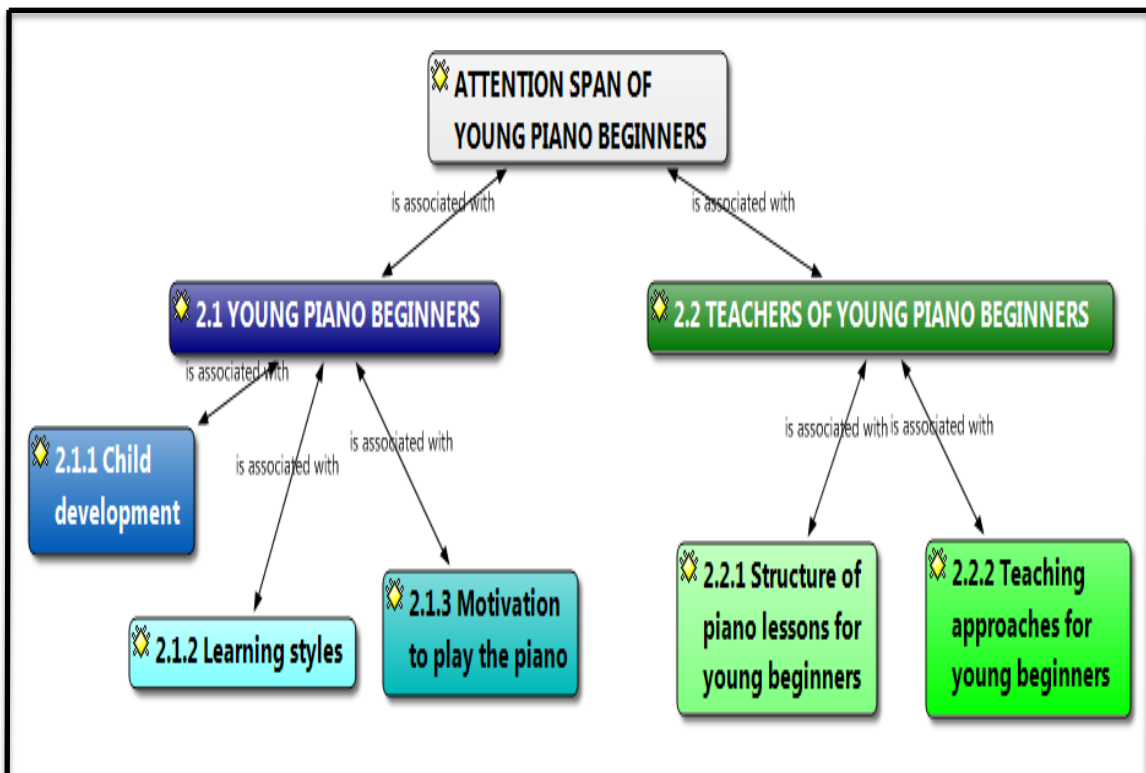 ATTENTION SPAN OF
YOUNG PIANO BEGINNERS
is associated with
is associated with
2.1 YOUNG PIANO BEGINNERS
2.2 TEACHERS OF YOUNG PIANO BEGINNERS
is associated with
is associated with
is associated with
is associated with
is associated with
2.1.1 Child
development
2.1.2 Learning styles
2.1.3 Motivation
to play the piano
2.2.1 Structure of
piano lessons for
young beginners
2.2.2 Teaching
approaches for
young beginners